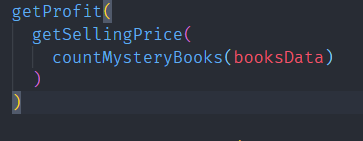 getProfit(
  getSellingPrice(
    countMysteryBooks(booksData)
  )
)